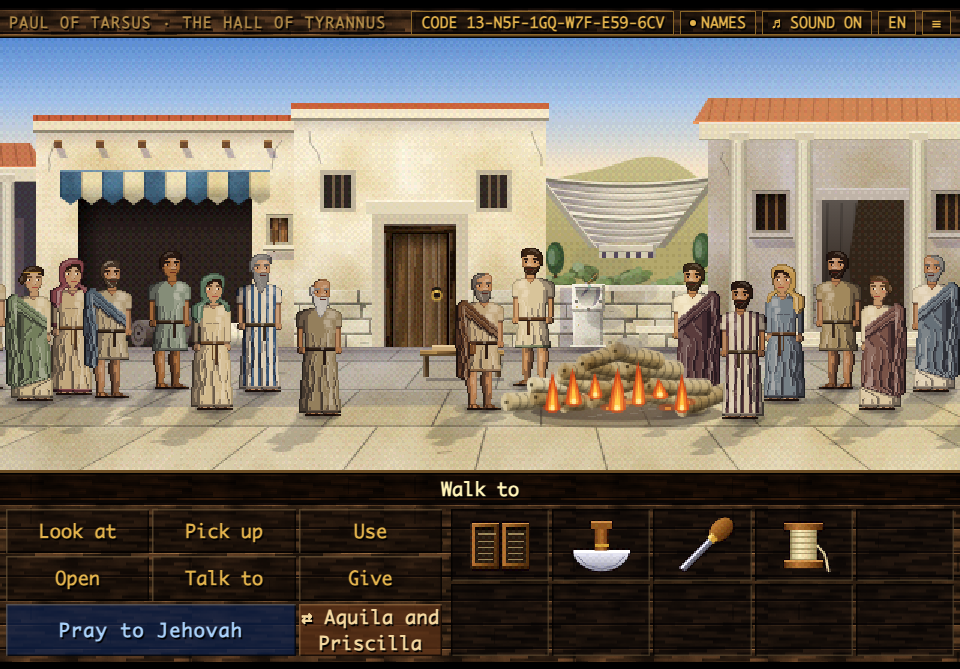 PAUL OF TARSUS · THE HALL OF TYRANNUS
CODE 13-N5F-1GQ-W7F-E59-6CV
• NAMES
♬ SOUND ON
EN
≡
Walk to
Look at
Pick up
Use
Open
Talk to
Give
Pray to Jehovah
⇄ Aquila and
Priscilla